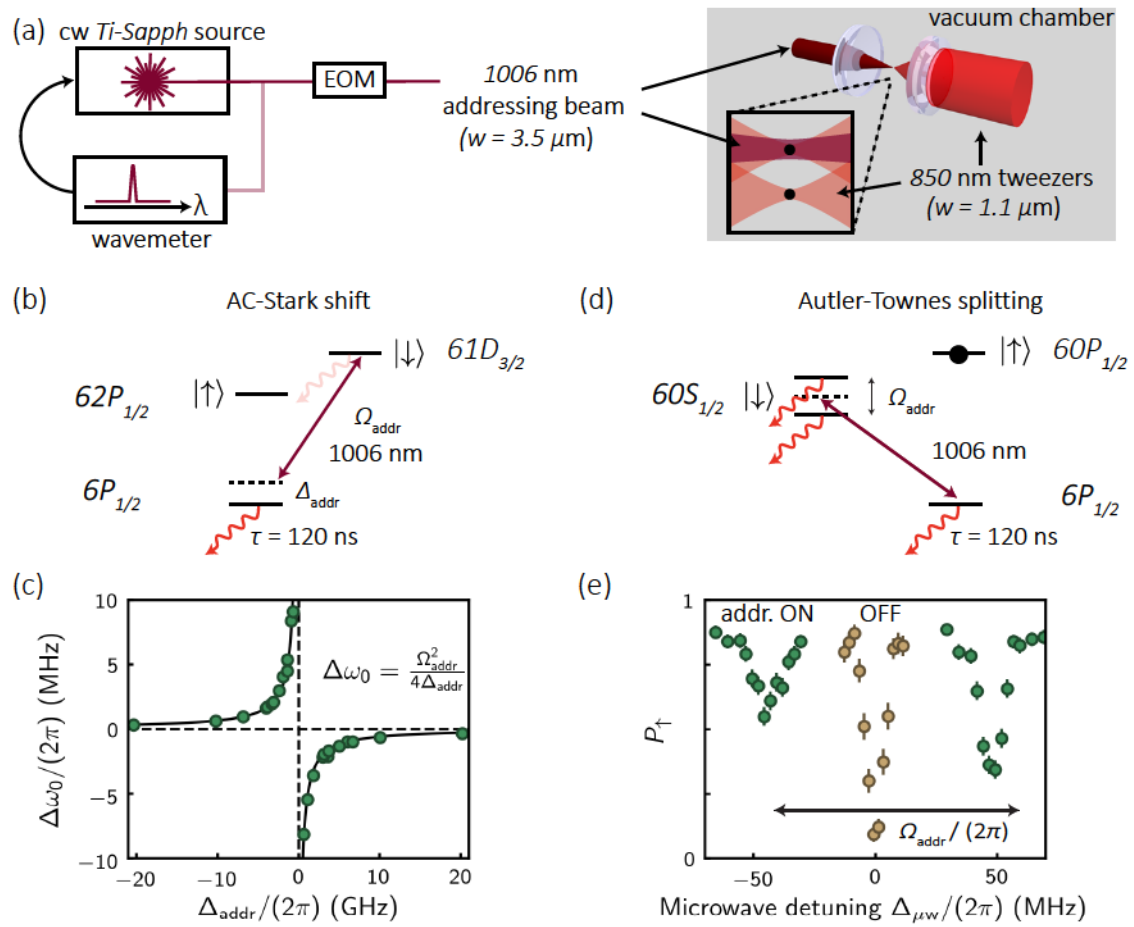 (a)
cw Ti-Sapph source
EOM
1006 nm
addressing beam
(w = 3.5 μm)
λ
wavemeter
vacuum chamber
850 nm tweezers
(w = 1.1 μm)
(b)
AC-Stark shift
|↓⟩ 61D3/2
62P1/2 |↑⟩
Ωaddr
1006 nm
6P1/2
Δaddr
τ = 120 ns
(d)
Autler-Townes splitting
|↑⟩ 60P1/2
60S1/2 |↓⟩
Ωaddr
1006 nm
6P1/2
τ = 120 ns
(c)
10
5
0
−5
−10
Δω0/(2π) (MHz)
Δω0 = Ω²addr / 4Δaddr
−20 −10 0 10 20
Δaddr/(2π) (GHz)
(e)
1
0
P↑
addr. ON OFF
Ωaddr / (2π)
−50 0 50
Microwave detuning Δμw/(2π) (MHz)